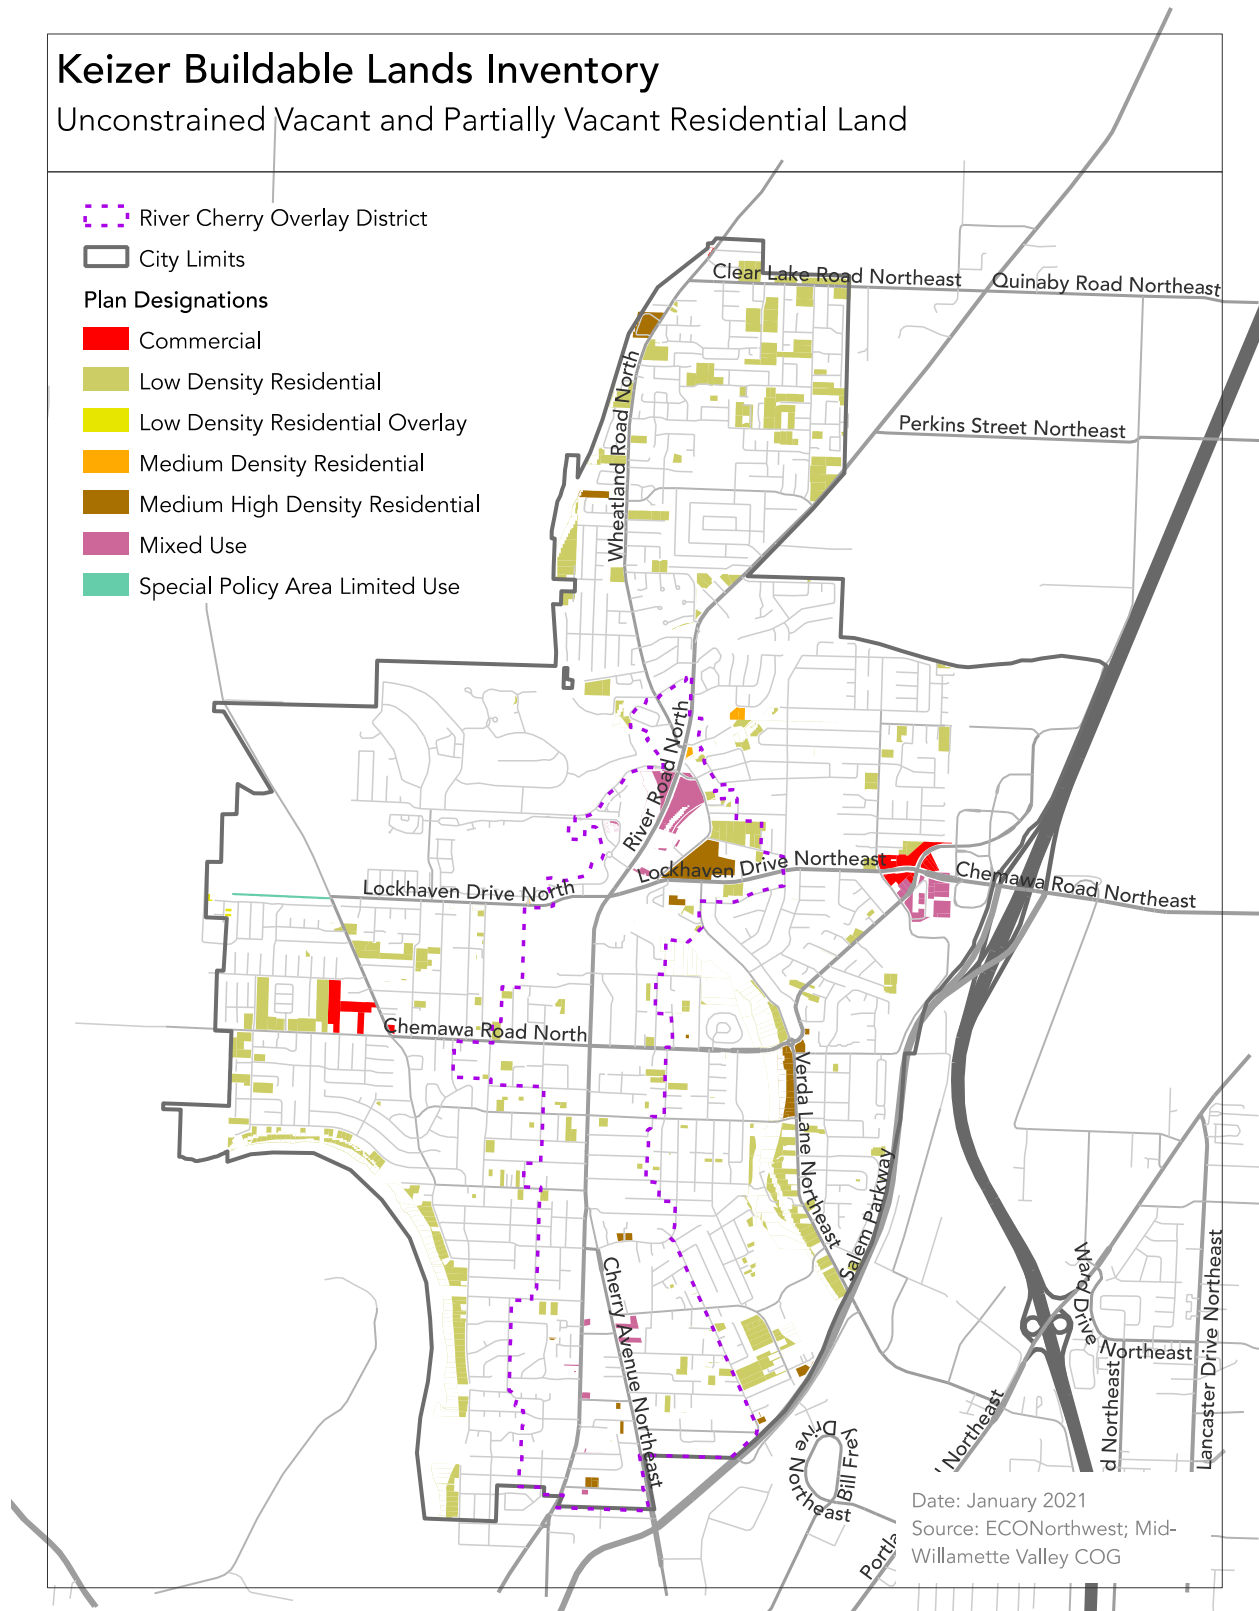 Keizer Buildable Lands Inventory
Unconstrained Vacant and Partially Vacant Residential Land
River Cherry Overlay District
City Limits
Plan Designations
Commercial
Low Density Residential
Low Density Residential Overlay
Medium Density Residential
Medium High Density Residential
Mixed Use
Special Policy Area Limited Use
Clear Lake Road Northeast
Quinaby Road Northeast
Wheatland Road North
Perkins Street Northeast
River Road North
Lockhaven Drive Northeast
Chemawa Road Northeast
Lockhaven Drive North
Chemawa Road North
Verda Lane Northeast
Salem Parkway
Cherry Avenue Northeast
Warp Drive
Northeast
Lancaster Drive Northeast
d Northeast
Northeast
Bill Frey
Drive Northeast
Portla
Date: January 2021
Source: ECONorthwest; Mid-
Willamette Valley COG